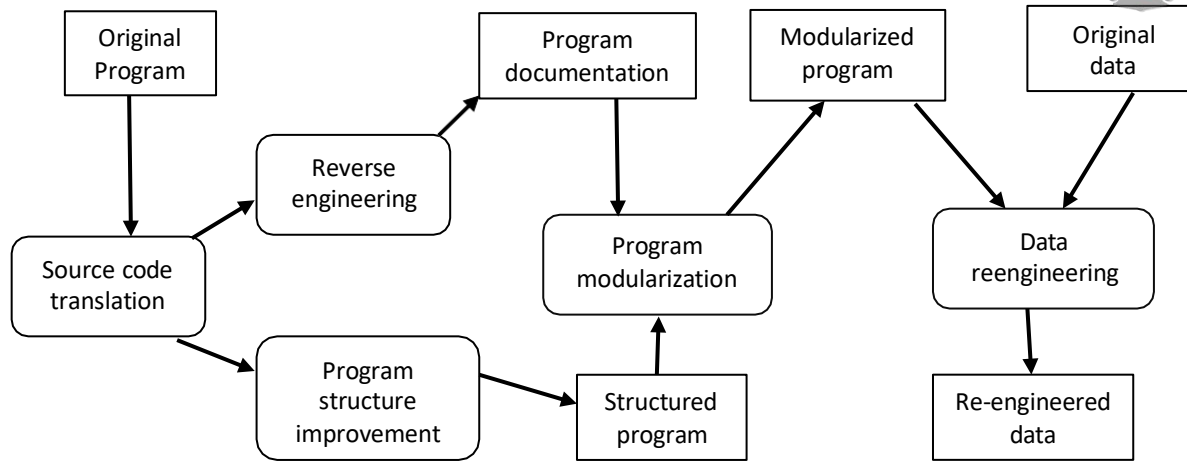 Original
Program
Program
documentation
Modularized
program
Original
data
Reverse
engineering
Source code
translation
Program
modularization
Data
reengineering
Program
structure
improvement
Structured
program
Re-engineered
data